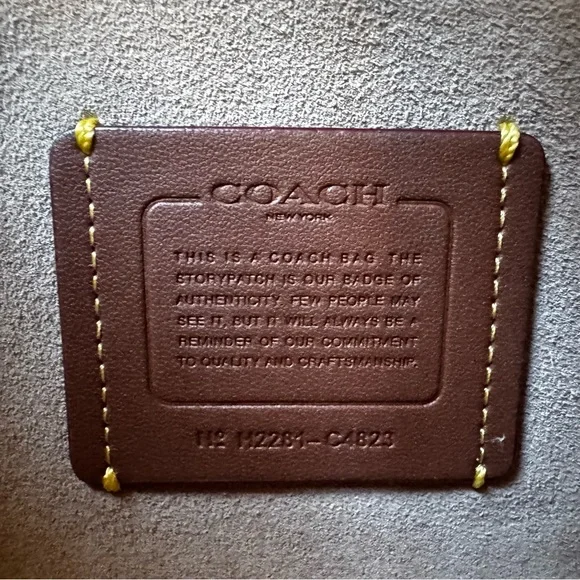 COACH
NEW YORK
THIS IS A COACH BAG. THE
STORYPATCH IS OUR BADGE OF
AUTHENTICITY. FEW PEOPLE MAY
SEE IT, BUT IT WILL ALWAYS BE A
REMINDER OF OUR COMMITMENT
TO QUALITY AND CRAFTSMANSHIP.
Nº H2281-C4823